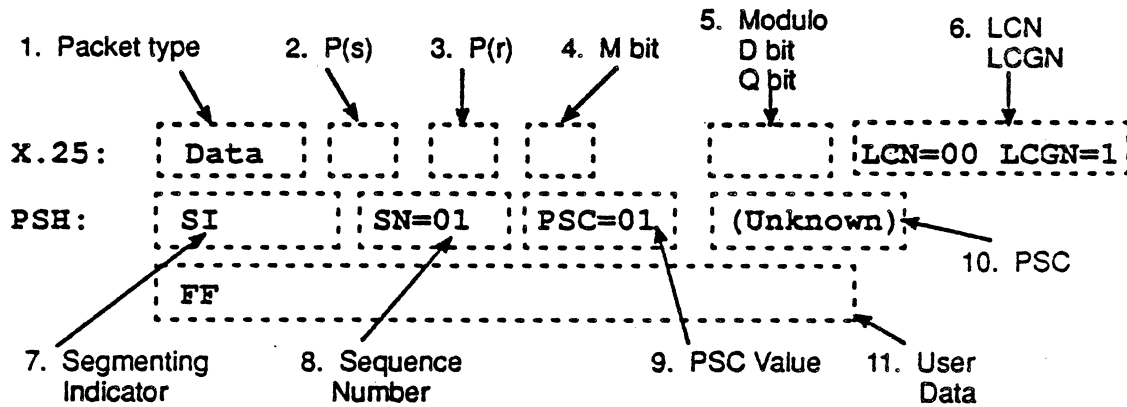 1. Packet type
2. P(s)
3. P(r)
4. M bit
5. Modulo
D bit
Q bit
6. LCN
LCGN
X.25: Data LCN=00 LCGN=1
PSH: SI SN=01 PSC=01 (Unknown)
10. PSC
FF
7. Segmenting
Indicator
8. Sequence
Number
9. PSC Value
11. User
Data